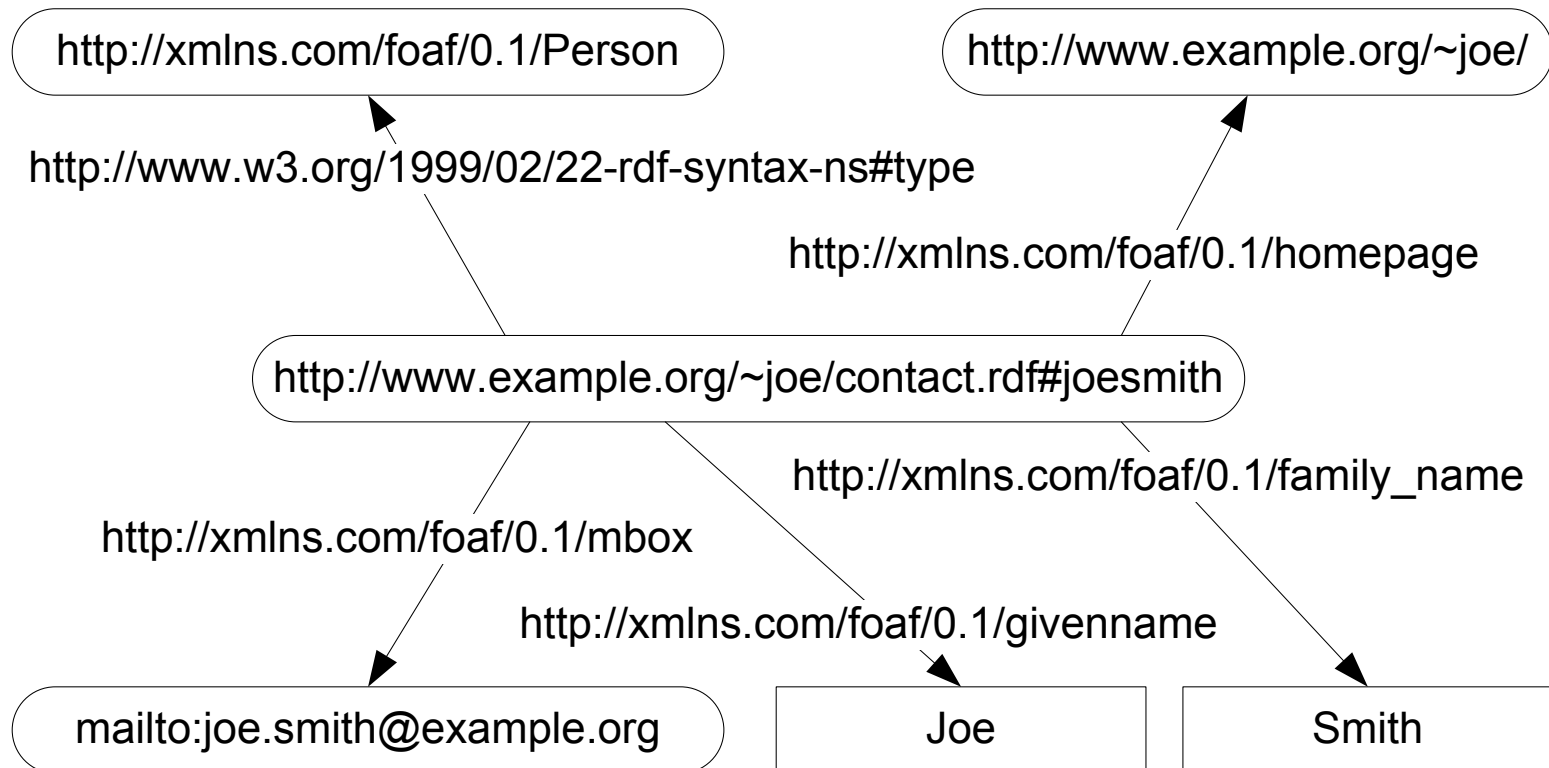 http://xmlns.com/foaf/0.1/Person
http://www.example.org/~joe/
http://www.w3.org/1999/02/22-rdf-syntax-ns#type
http://xmlns.com/foaf/0.1/homepage
http://www.example.org/~joe/contact.rdf#joesmith
http://xmlns.com/foaf/0.1/family_name
http://xmlns.com/foaf/0.1/mbox
http://xmlns.com/foaf/0.1/givenname
mailto:joe.smith@example.org
Joe
Smith